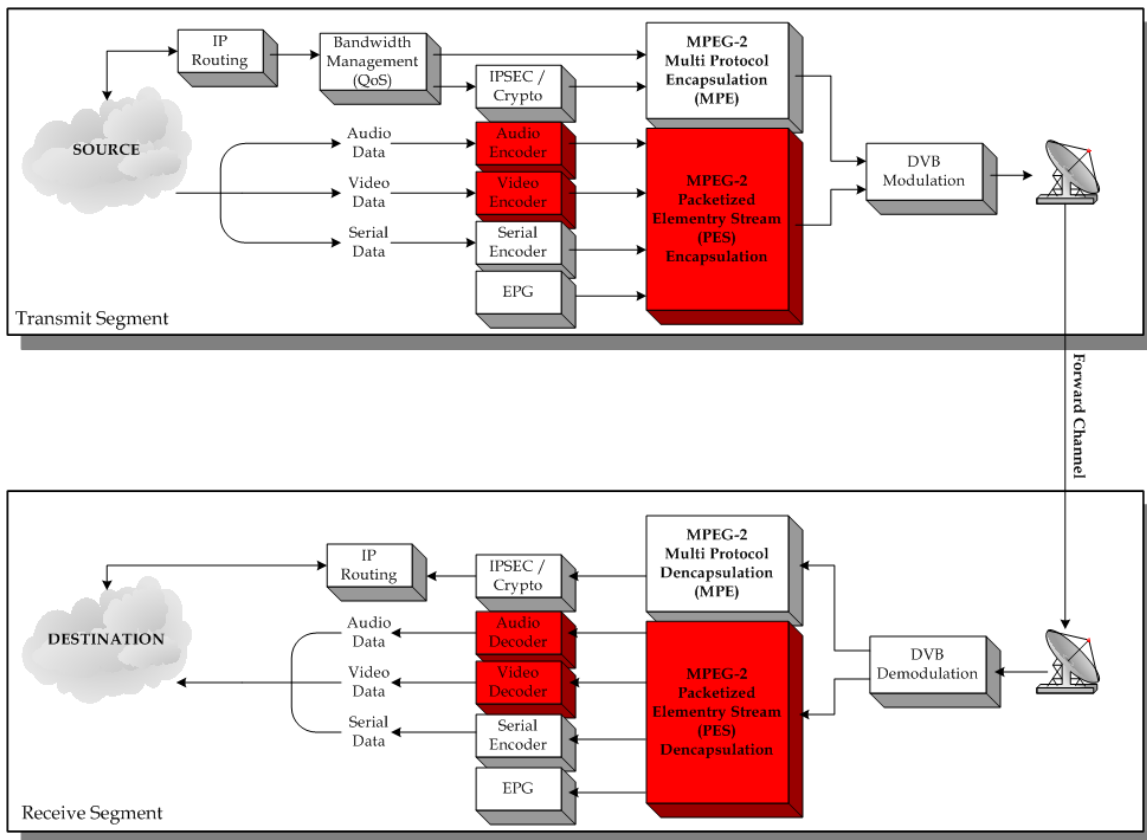 IP
Routing
Bandwidth
Management
(QoS)
IPSEC /
Crypto
MPEG-2
Multi Protocol
Encapsulation
(MPE)
SOURCE
Audio
Data
Video
Data
Serial
Data
Audio
Encoder
Video
Encoder
Serial
Encoder
EPG
MPEG-2
Packetized
Elementry Stream
(PES)
Encapsulation
DVB
Modulation
Transmit Segment
Forward Channel
IP
Routing
IPSEC /
Crypto
MPEG-2
Multi Protocol
Dencapsulation
(MPE)
DESTINATION
Audio
Data
Video
Data
Serial
Data
Audio
Decoder
Video
Decoder
Serial
Encoder
EPG
MPEG-2
Packetized
Elementry Stream
(PES)
Dencapsulation
DVB
Demodulation
Receive Segment